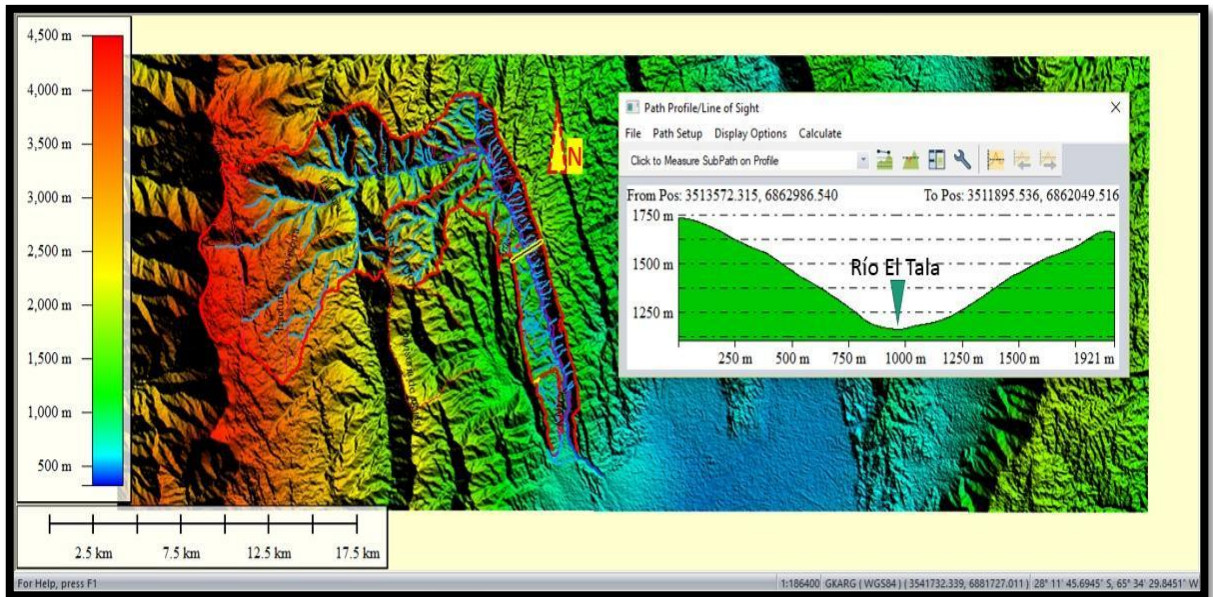 4,500 m
4,000 m
3,500 m
3,000 m
2,500 m
2,000 m
1,500 m
1,000 m
500 m
N
Path Profile/Line of Sight
File Path Setup Display Options Calculate
Click to Measure SubPath on Profile
From Pos: 3513572.315, 6862986.540 To Pos: 3511895.536, 6862049.516
1750 m
1500 m
1250 m
Río El Tala
250 m 500 m 750 m 1000 m 1250 m 1500 m 1921 m
2.5 km 7.5 km 12.5 km 17.5 km
For Help, press F1
1:186400 GKARG ( WGS84 ) ( 3541732.339, 6881727.011 ) 28° 11' 45.6945" S, 65° 34' 29.8451" W